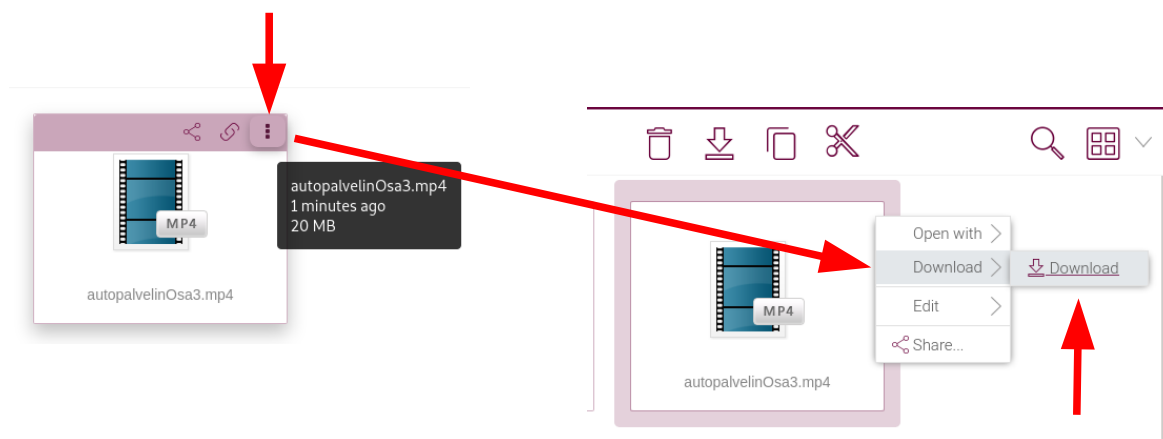 MP4
autopalvelinOsa3.mp4
1 minutes ago
20 MB
autopalvelinOsa3.mp4
MP4
autopalvelinOsa3.mp4
Open with
Download
Download
Edit
Share...